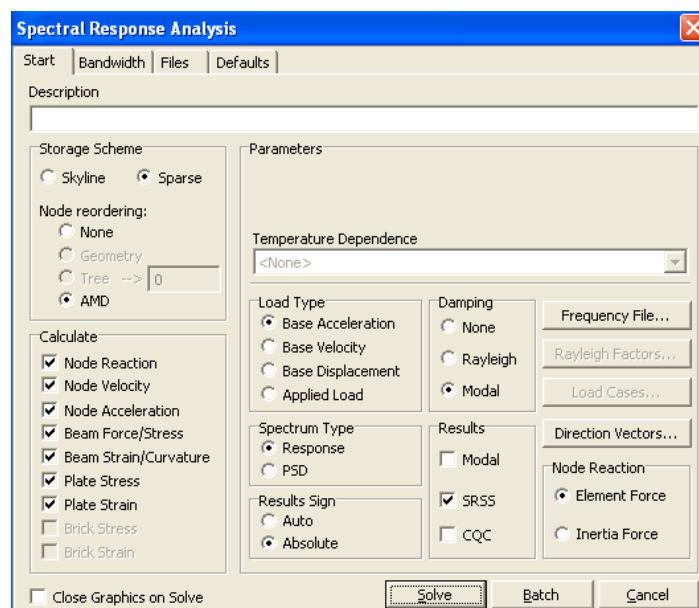 Spectral Response Analysis
Start Bandwidth Files Defaults
Description
Storage Scheme
Skyline Sparse
Node reordering:
None
Geometry
Tree --> 0
AMD
Calculate
Node Reaction
Node Velocity
Node Acceleration
Beam Force/Stress
Beam Strain/Curvature
Plate Stress
Plate Strain
Brick Stress
Brick Strain
Parameters
Temperature Dependence
<None>
Load Type
Base Acceleration
Base Velocity
Base Displacement
Applied Load
Damping
None
Rayleigh
Modal
Frequency File...
Rayleigh Factors...
Load Cases...
Direction Vectors...
Spectrum Type
Response
PSD
Results Sign
Auto
Absolute
Results
Modal
SRSS
CQC
Node Reaction
Element Force
Inertia Force
Close Graphics on Solve
Solve Batch Cancel